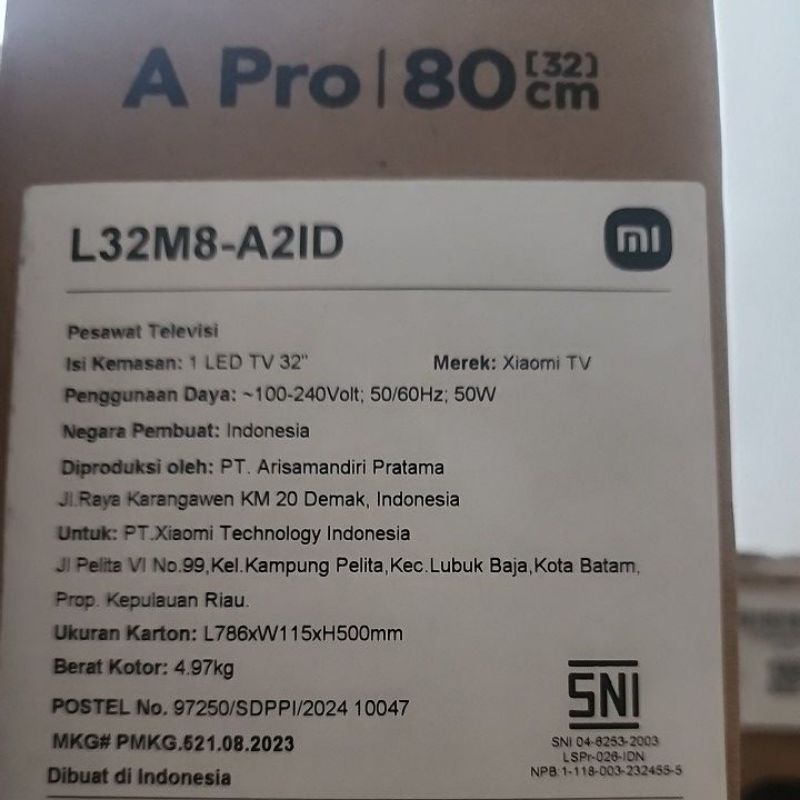 A Pro | 80 [32] cm
L32M8-A2ID
mi
Pesawat Televisi
Isi Kemasan: 1 LED TV 32" Merek: Xiaomi TV
Penggunaan Daya: ~100-240Volt; 50/60Hz; 50W
Negara Pembuat: Indonesia
Diproduksi oleh: PT. Arisamandiri Pratama
Jl.Raya Karangawen KM 20 Demak, Indonesia
Untuk: PT.Xiaomi Technology Indonesia
Jl Pelita VI No.99,Kel.Kampung Pelita,Kec.Lubuk Baja,Kota Batam,
Prop. Kepulauan Riau.
Ukuran Karton: L786xW115xH500mm
Berat Kotor: 4.97kg
POSTEL No. 97250/SDPPI/2024 10047
MKG# PMKG.521.08.2023
Dibuat di Indonesia
SNI
SNI 04-6253-2003
LSPr-026-IDN
NPB 1-118-003-232455-5